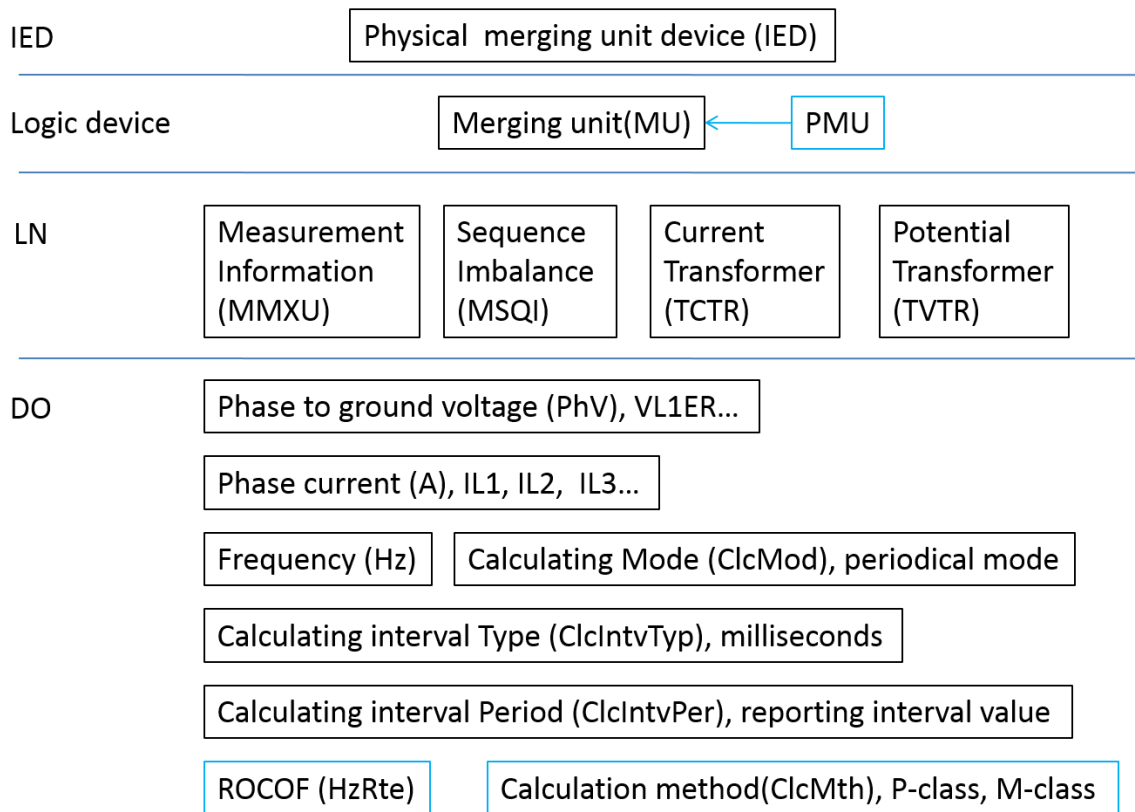 IED
Physical merging unit device (IED)
Logic device
Merging unit(MU)
PMU
LN
Measurement
Information
(MMXU)
Sequence
Imbalance
(MSQI)
Current
Transformer
(TCTR)
Potential
Transformer
(TVTR)
DO
Phase to ground voltage (PhV), VL1ER...
Phase current (A), IL1, IL2, IL3...
Frequency (Hz)
Calculating Mode (ClcMod), periodical mode
Calculating interval Type (ClcIntvTyp), milliseconds
Calculating interval Period (ClcIntvPer), reporting interval value
ROCOF (HzRte)
Calculation method(ClcMth), P-class, M-class